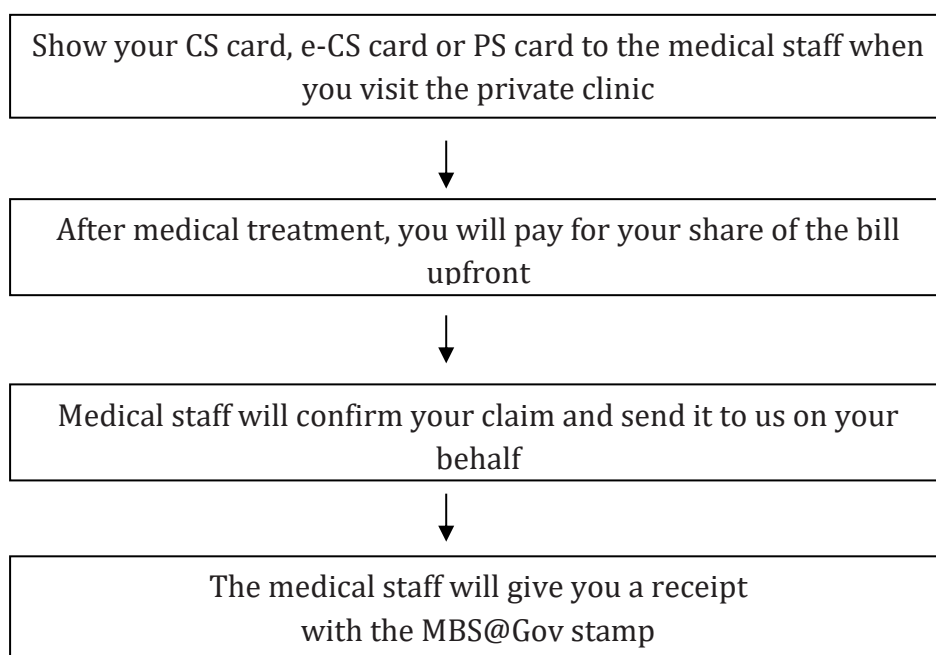 Show your CS card, e-CS card or PS card to the medical staff when
you visit the private clinic
After medical treatment, you will pay for your share of the bill
upfront
Medical staff will confirm your claim and send it to us on your
behalf
The medical staff will give you a receipt
with the MBS@Gov stamp